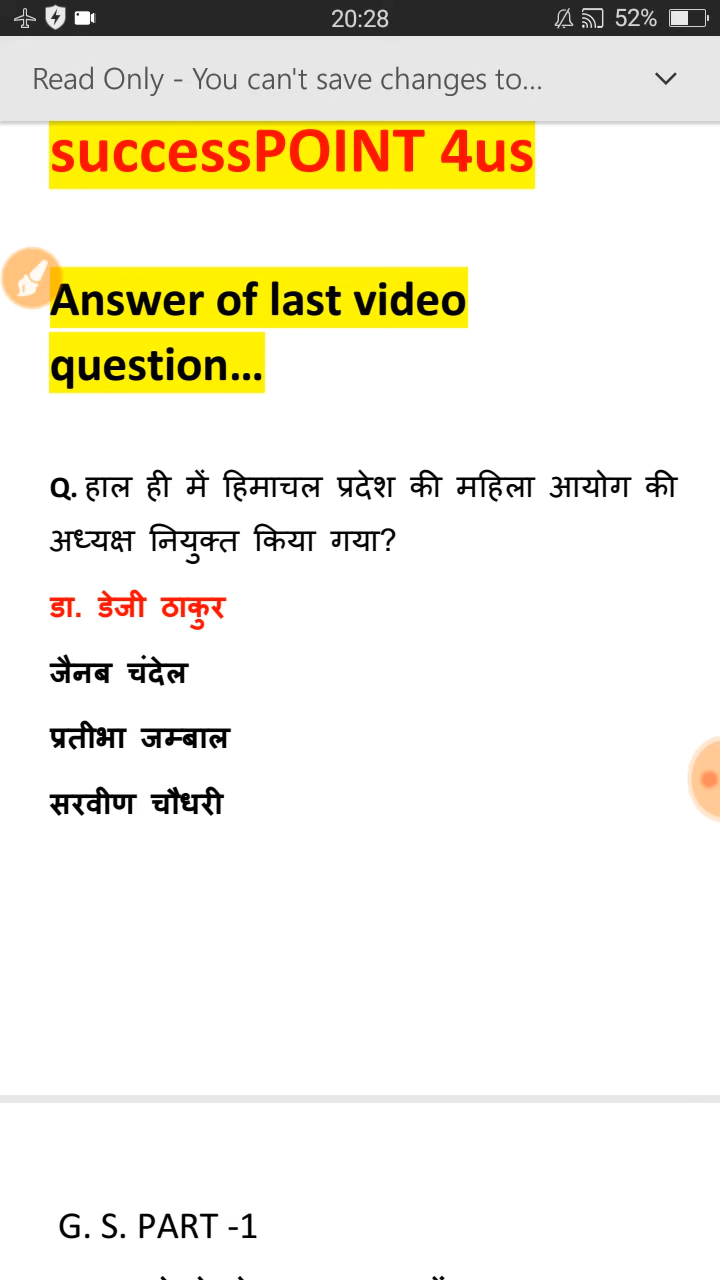 20:28
52%
Read Only - You can't save changes to...
successPOINT 4us
Answer of last video
question...
Q. हाल ही में हिमाचल प्रदेश की महिला आयोग की
अध्यक्ष नियुक्त किया गया?
डा. डेजी ठाकुर
जैनब चंदेल
प्रतीभा जम्बाल
सरवीण चौधरी
G. S. PART -1